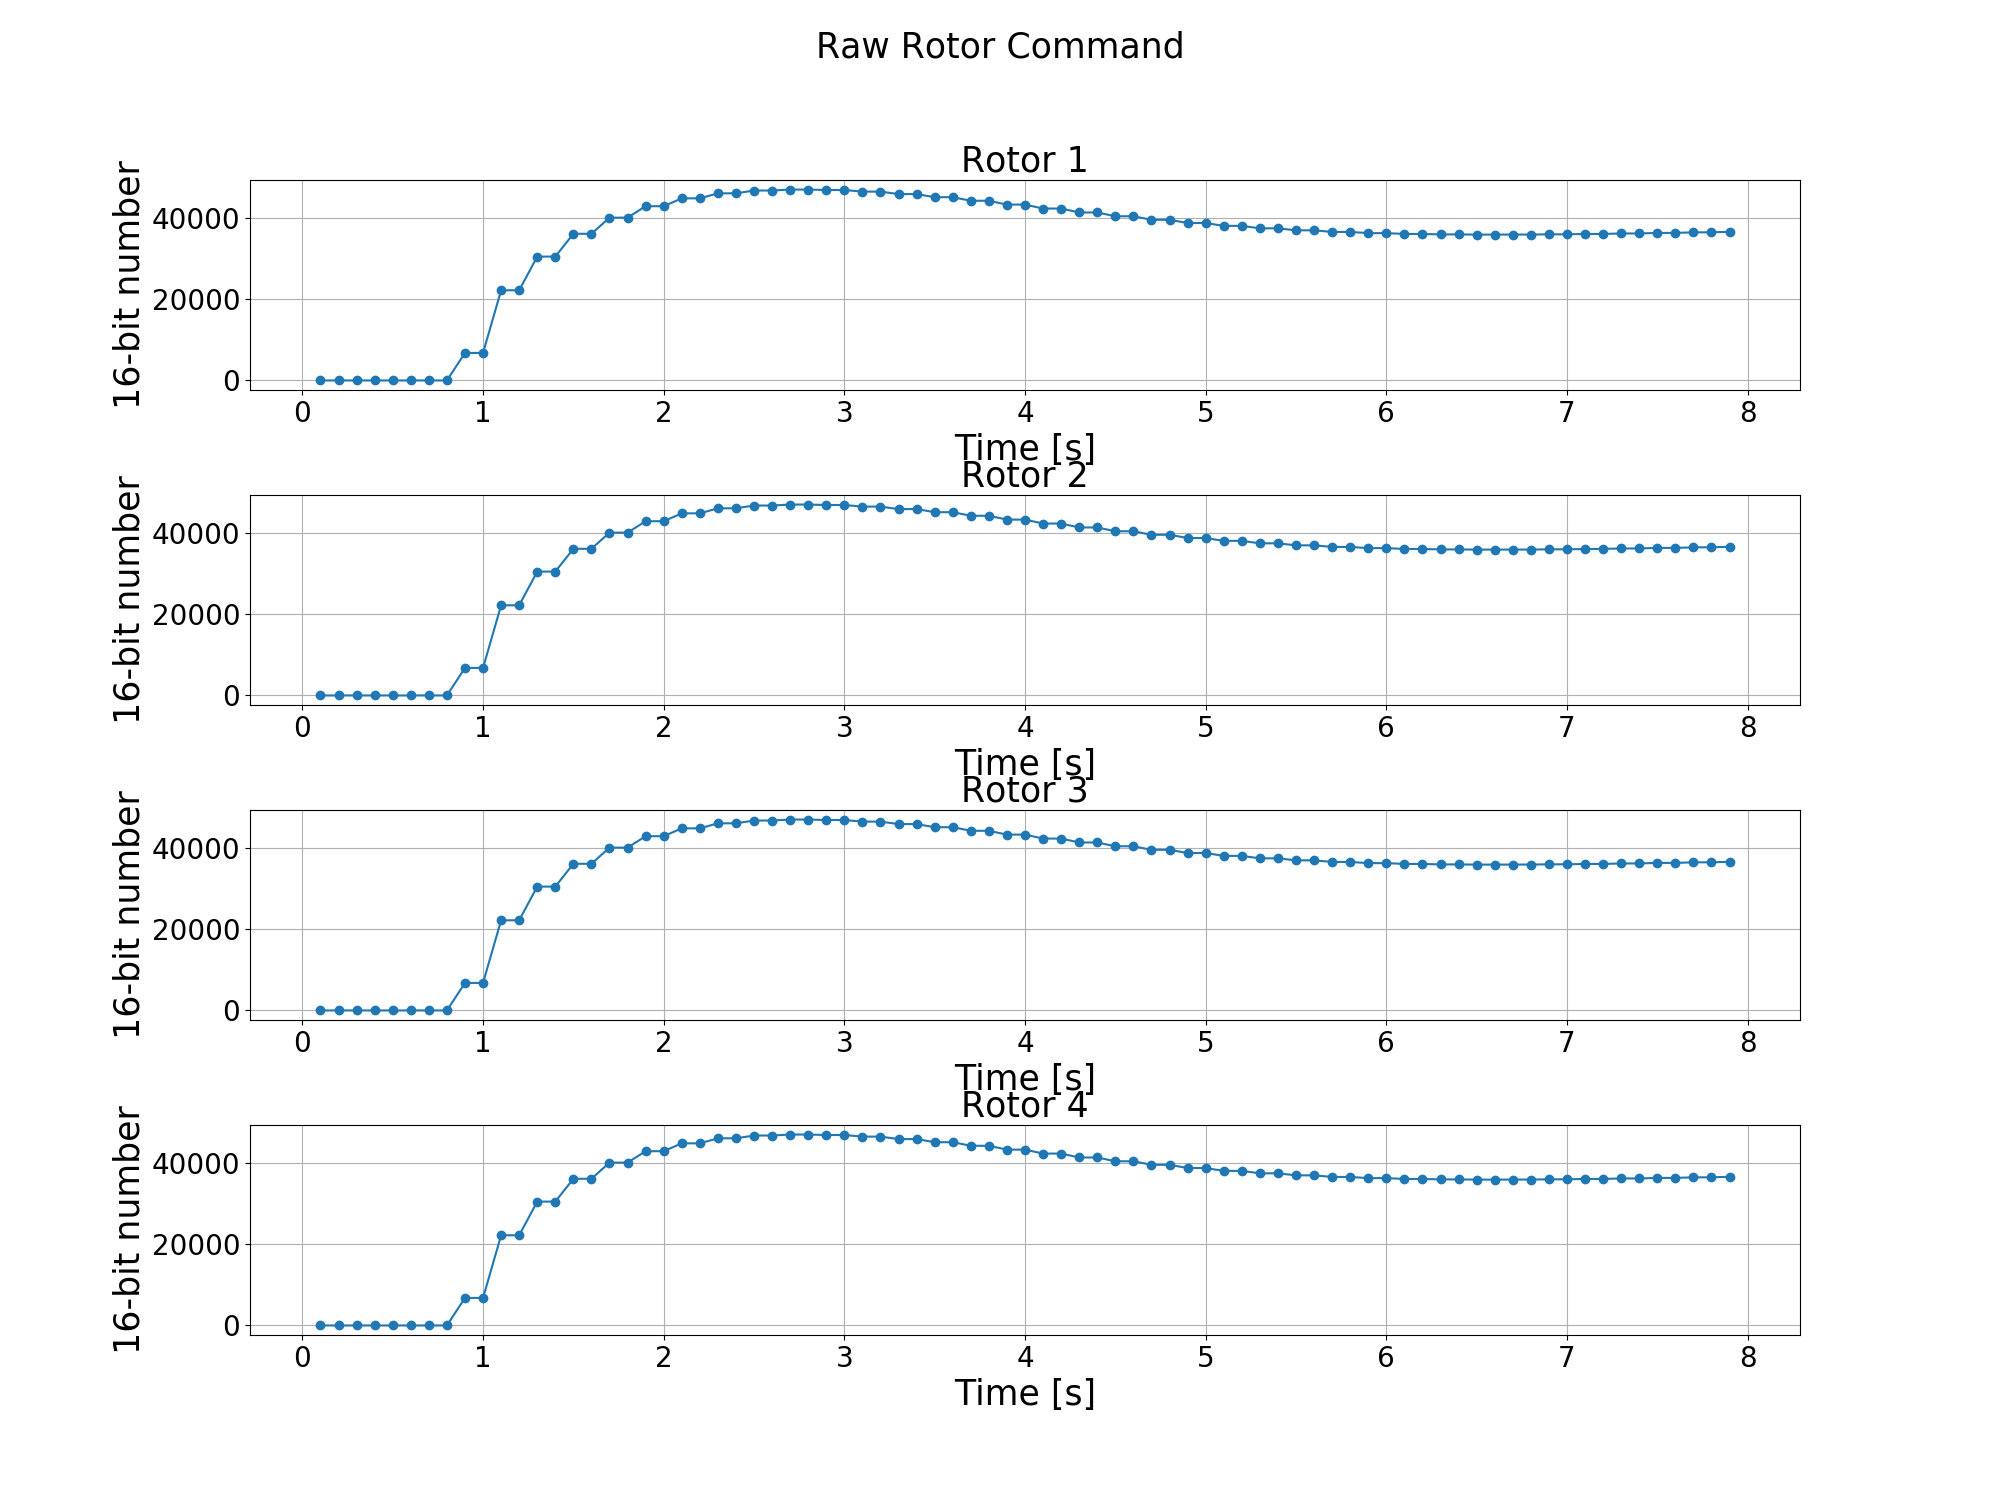 Raw Rotor Command
Rotor 1
16-bit number
40000
20000
0
0 1 2 3 4 5 6 7 8
Time [s]
Rotor 2
16-bit number
40000
20000
0
0 1 2 3 4 5 6 7 8
Time [s]
Rotor 3
16-bit number
40000
20000
0
0 1 2 3 4 5 6 7 8
Time [s]
Rotor 4
16-bit number
40000
20000
0
0 1 2 3 4 5 6 7 8
Time [s]